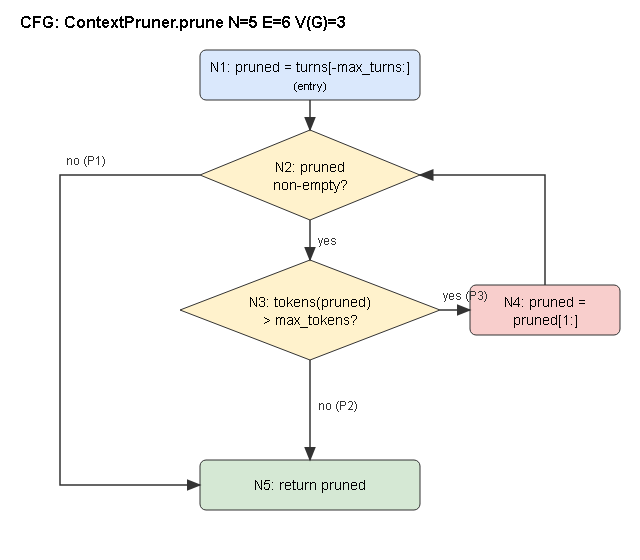 CFG: ContextPruner.prune N=5 E=6 V(G)=3
N1: pruned = turns[-max_turns:]
(entry)
no (P1)
N2: pruned
non-empty?
yes
N3: tokens(pruned)
> max_tokens?
yes (P3)
N4: pruned =
pruned[1:]
no (P2)
N5: return pruned